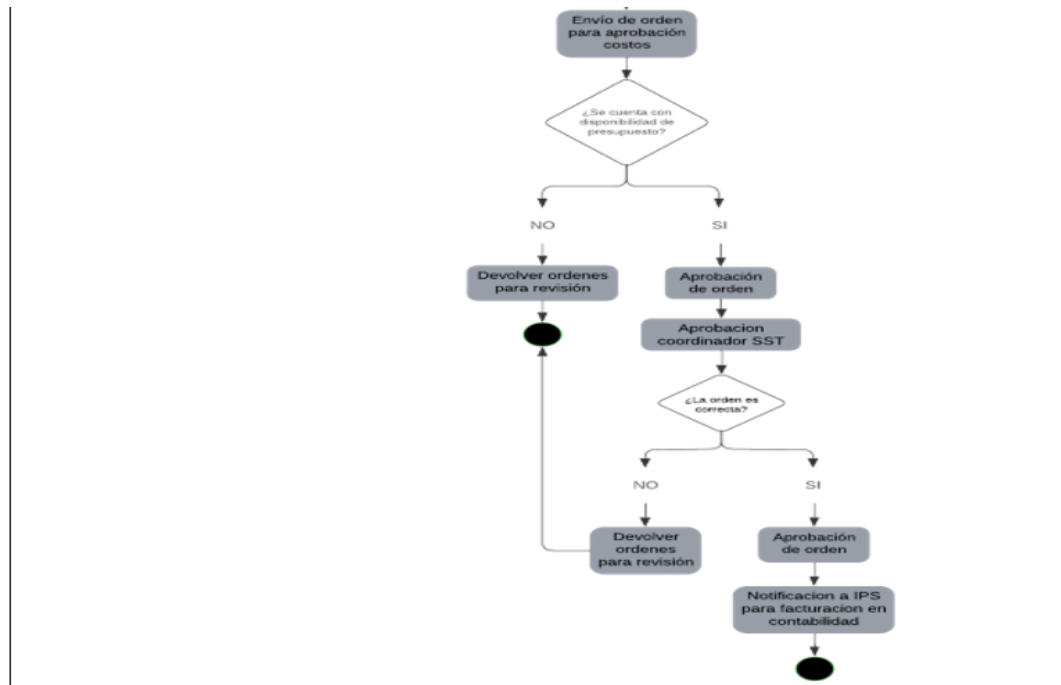 Envío de orden
para aprobación
costos
¿Se cuenta con
disponibilidad de
presupuesto?
NO
SI
Devolver ordenes
para revisión
Aprobación
de orden
Aprobacion
coordinador SST
¿La orden es
correcta?
NO
SI
Devolver
ordenes
para revisión
Aprobación
de orden
Notificacion a IPS
para facturacion en
contabilidad